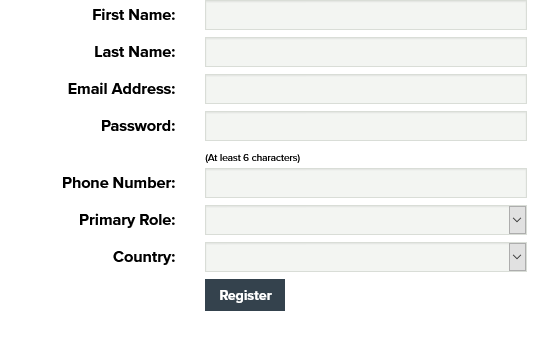 First Name:
Last Name:
Email Address:
Password:
(At least 6 characters)
Phone Number:
Primary Role:
Country:
Register